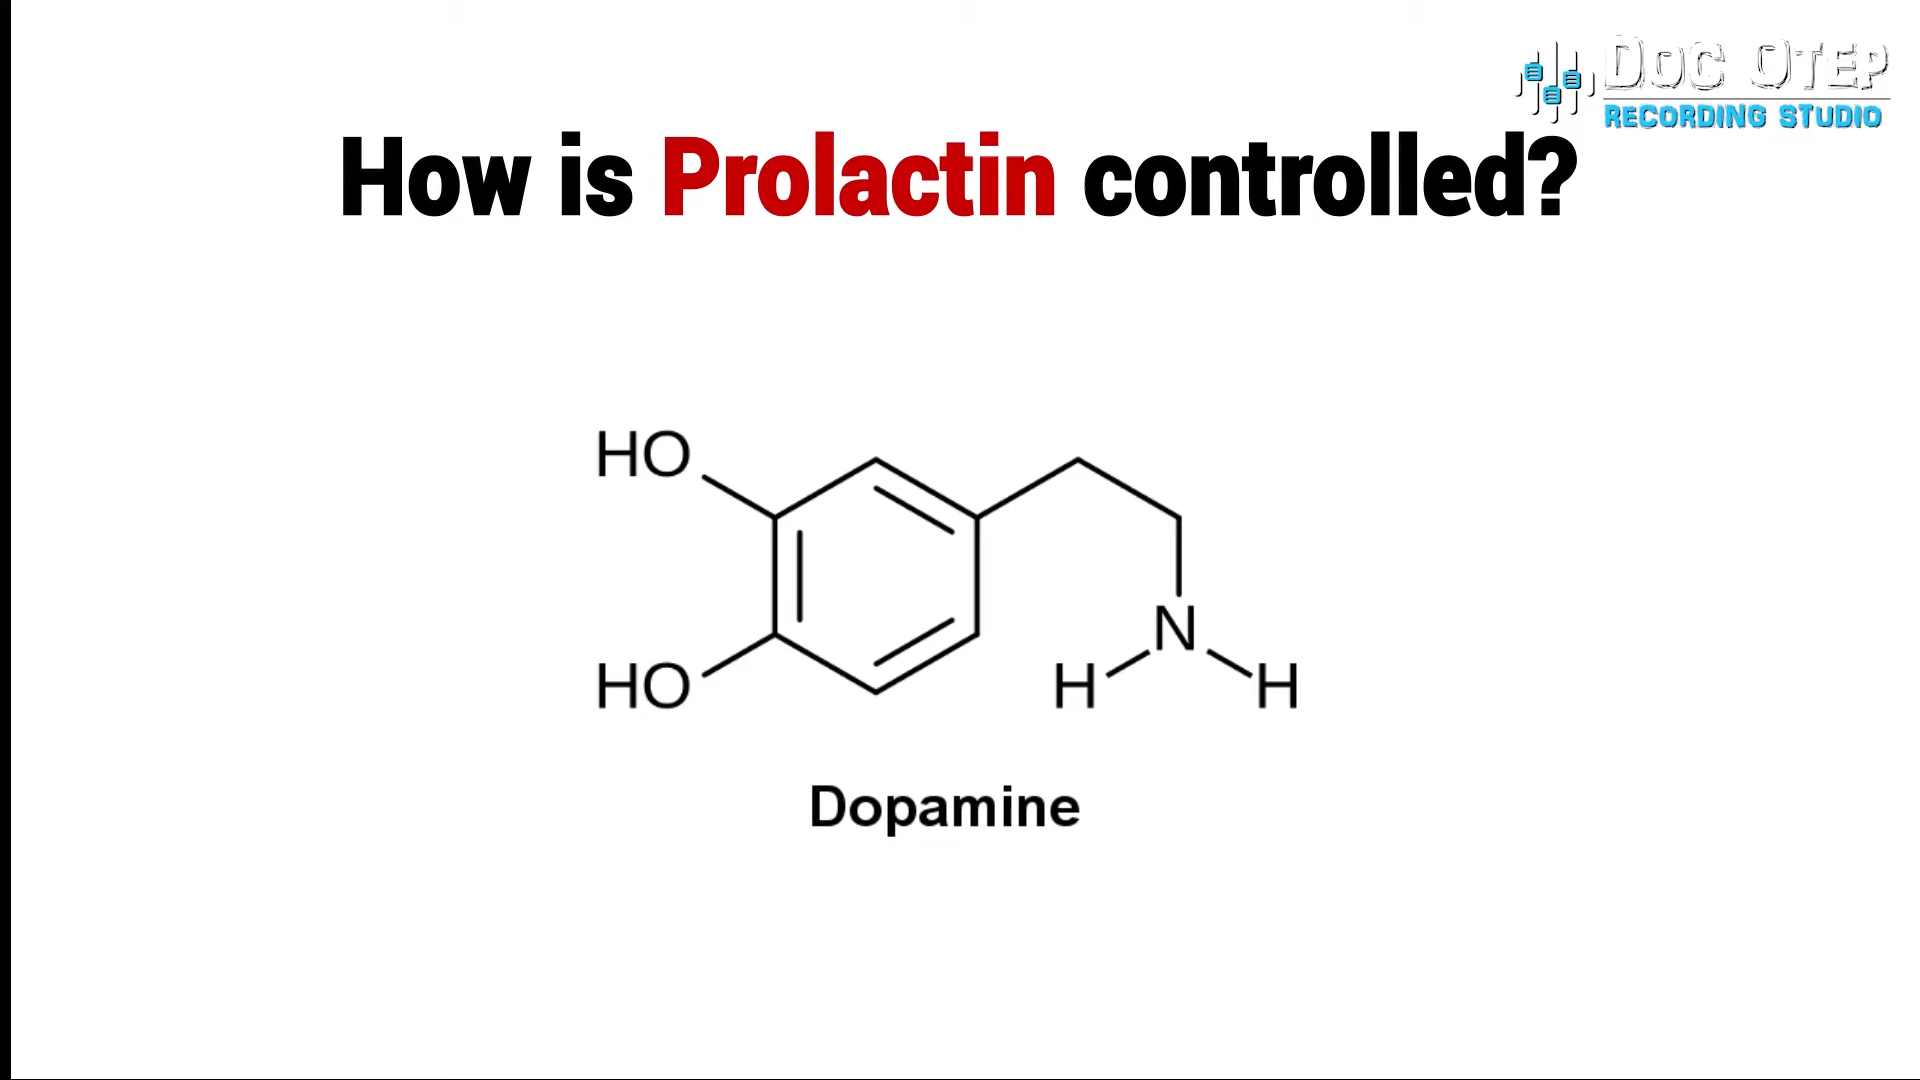 DOC OTEP
RECORDING STUDIO
How is Prolactin controlled?
HO
HO
N
H H
Dopamine